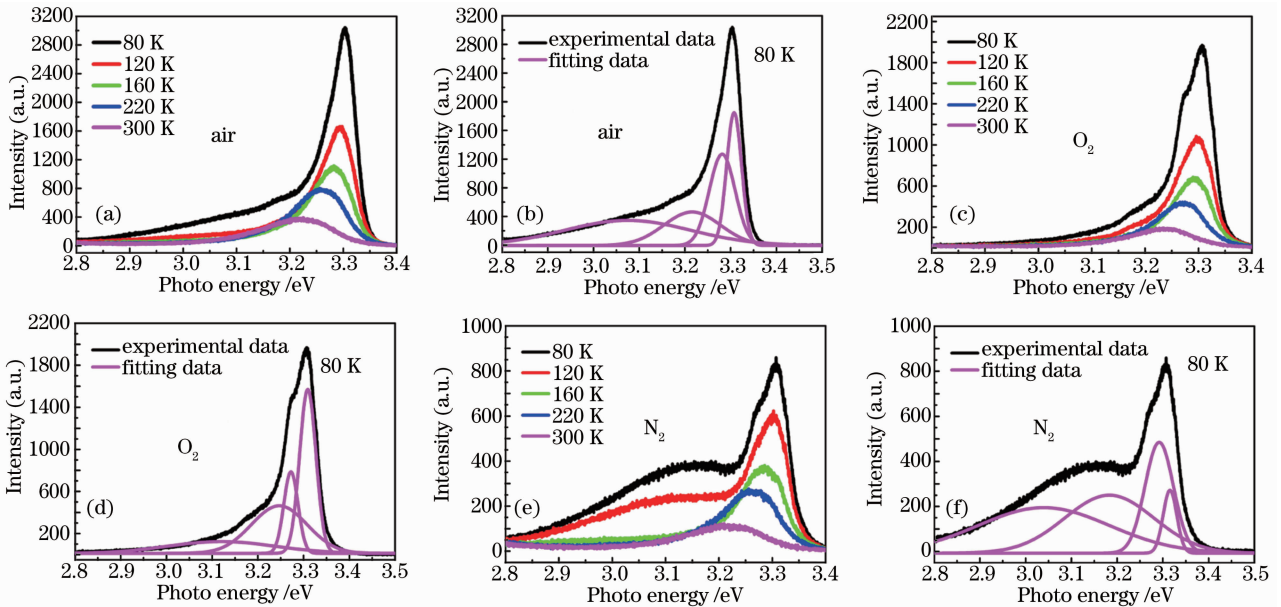 3200
2800
2400
2000
1600
1200
800
400
0
Intensity (a.u.)
80 K
120 K
160 K
220 K
300 K
air
(a)
2.8 2.9 3.0 3.1 3.2 3.3 3.4
Photo energy /eV
3200
2800
2400
2000
1600
1200
800
400
0
Intensity (a.u.)
experimental data
fitting data
80 K
air
(b)
2.8 2.9 3.0 3.1 3.2 3.3 3.4 3.5
Photo energy /eV
2200
1800
1400
1000
600
200
Intensity (a.u.)
80 K
120 K
160 K
220 K
300 K
O2
(c)
2.8 2.9 3.0 3.1 3.2 3.3 3.4
Photo energy /eV
2200
1800
1400
1000
600
200
Intensity (a.u.)
experimental data
fitting data
80 K
O2
(d)
2.8 2.9 3.0 3.1 3.2 3.3 3.4 3.5
Photo energy /eV
1000
800
600
400
200
0
Intensity (a.u.)
80 K
120 K
160 K
220 K
300 K
N2
(e)
2.8 2.9 3.0 3.1 3.2 3.3 3.4
Photo energy /eV
1000
800
600
400
200
0
Intensity (a.u.)
experimental data
fitting data
80 K
N2
(f)
2.8 2.9 3.0 3.1 3.2 3.3 3.4 3.5
Photo energy /eV